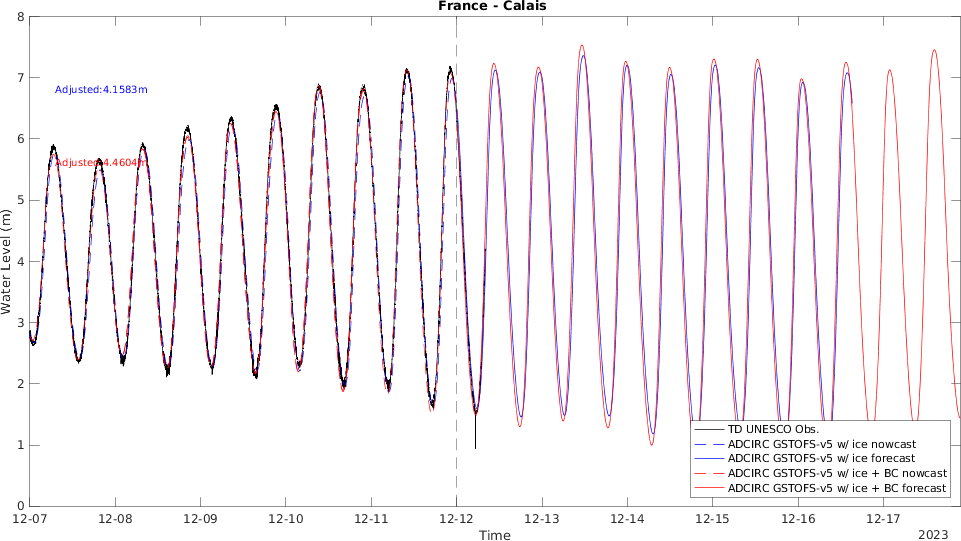 France - Calais
8
7
6
5
4
3
2
1
0
Water Level (m)
Adjusted:4.1583m
Adjusted:4.4604m
TD UNESCO Obs.
ADCIRC GSTOFS-v5 w/ ice nowcast
ADCIRC GSTOFS-v5 w/ ice forecast
ADCIRC GSTOFS-v5 w/ ice + BC nowcast
ADCIRC GSTOFS-v5 w/ ice + BC forecast
12-07 12-08 12-09 12-10 12-11 12-12 12-13 12-14 12-15 12-16 12-17
Time
2023